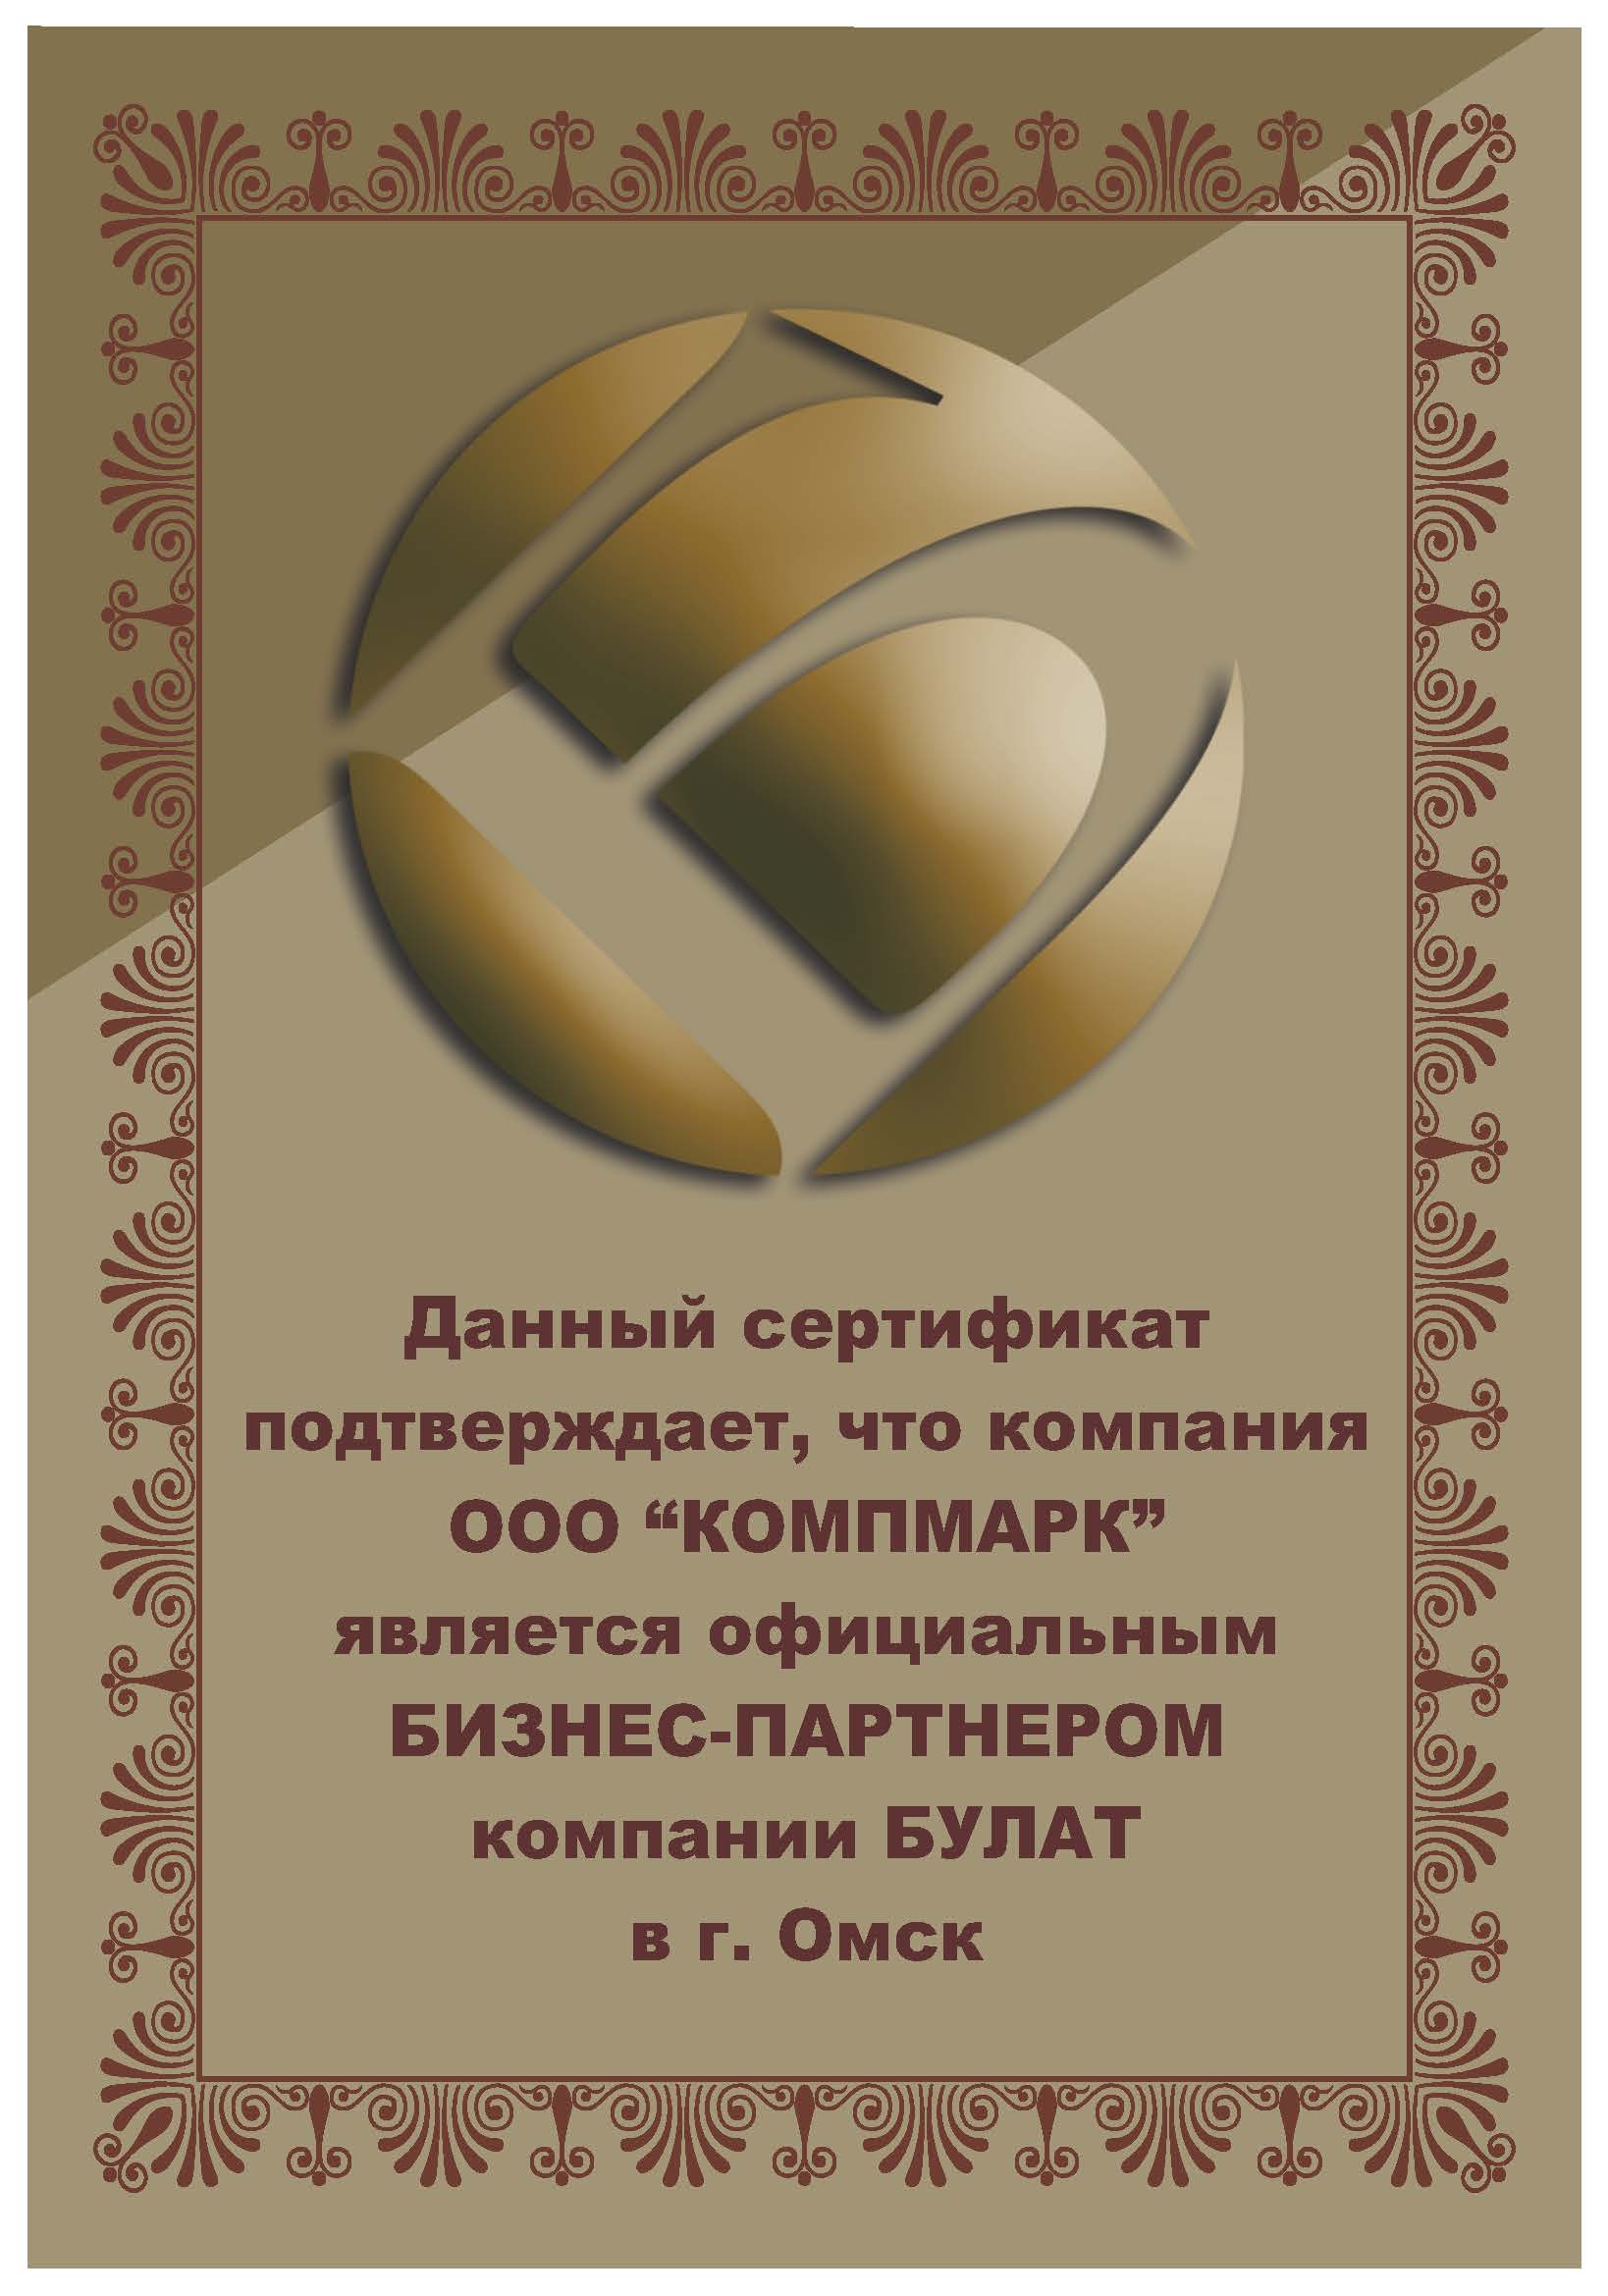 Данный сертификат
подтверждает, что компания
ООО “КОМПМАРК”
является официальным
БИЗНЕС-ПАРТНЕРОМ
компании БУЛАТ
в г. Омск